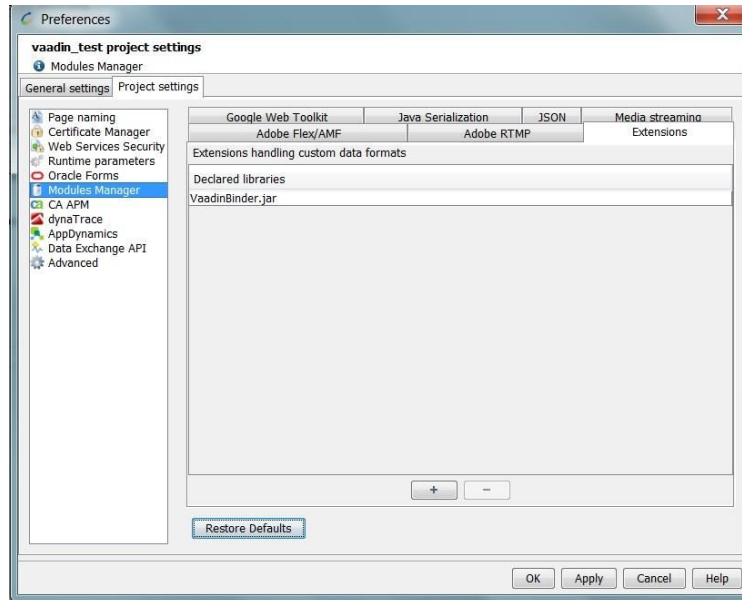 Preferences
X
vaadin_test project settings
Modules Manager
General settings Project settings
Page naming
Certificate Manager
Web Services Security
Runtime parameters
Oracle Forms
Modules Manager
CA APM
dynaTrace
AppDynamics
Data Exchange API
Advanced
Google Web Toolkit Java Serialization JSON Media streaming
Adobe Flex/AMF Adobe RTMP Extensions
Extensions handling custom data formats
Declared libraries
VaadinBinder.jar
+ −
Restore Defaults
OK Apply Cancel Help